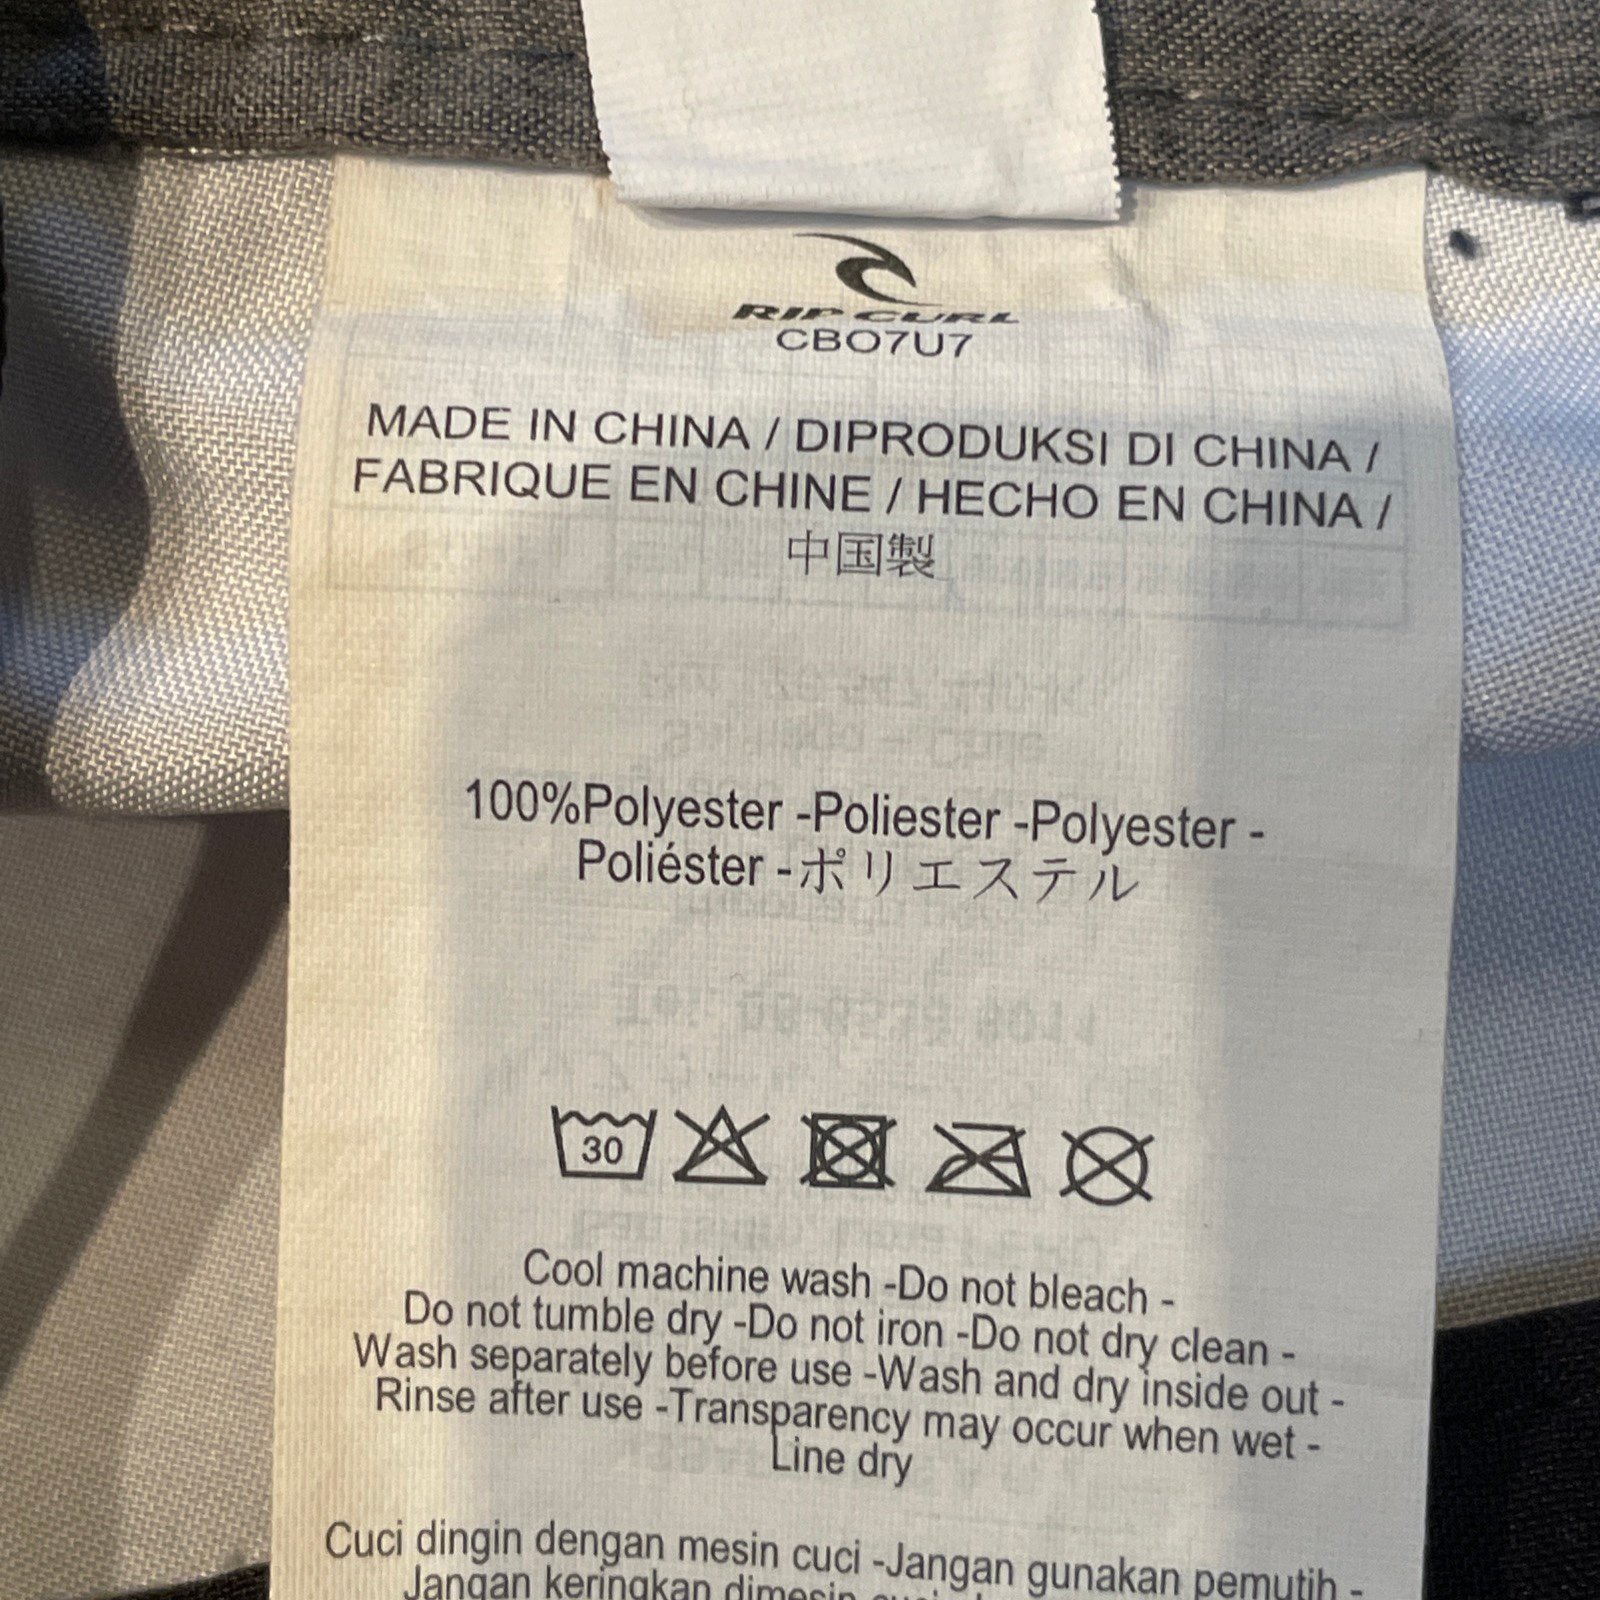 RIP CURL
CBO7U7
MADE IN CHINA / DIPRODUKSI DI CHINA /
FABRIQUE EN CHINE / HECHO EN CHINA /
中国製
100%Polyester -Poliester -Polyester -
Poliéster -ポリエステル
30
Cool machine wash -Do not bleach -
Do not tumble dry -Do not iron -Do not dry clean -
Wash separately before use -Wash and dry inside out -
Rinse after use -Transparency may occur when wet -
Line dry
Cuci dingin dengan mesin cuci -Jangan gunakan pemutih -
Jangan keringkan dimesin